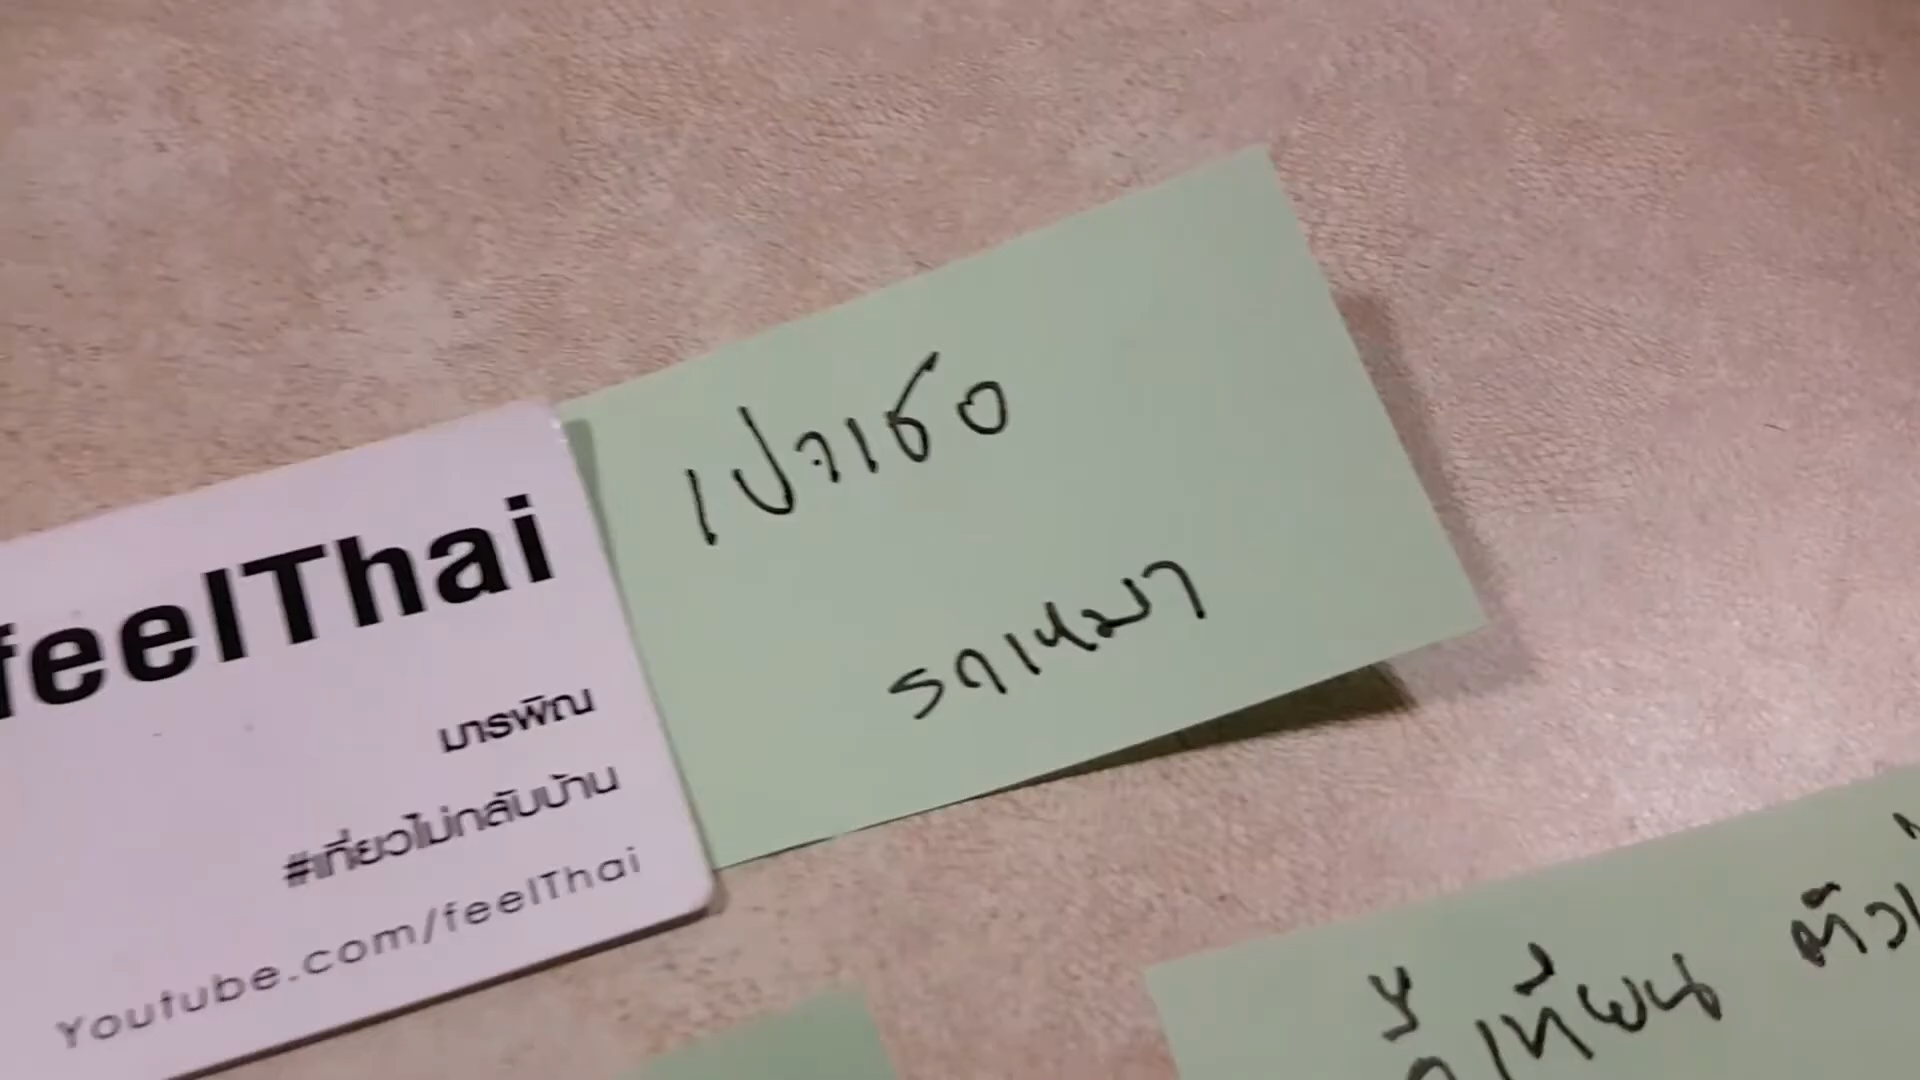 feelThai
มารพิณ
#เที่ยวไม่กลับบ้าน
Youtube.com/feelThai
เปาเชือ
รถเหมา